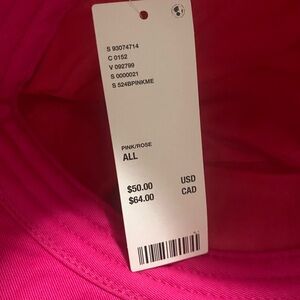 S 93074714
C 0152
V 092799
S 0000021
S 524BPINKME
PINK/ROSE
ALL
$50.00 USD
$64.00 CAD